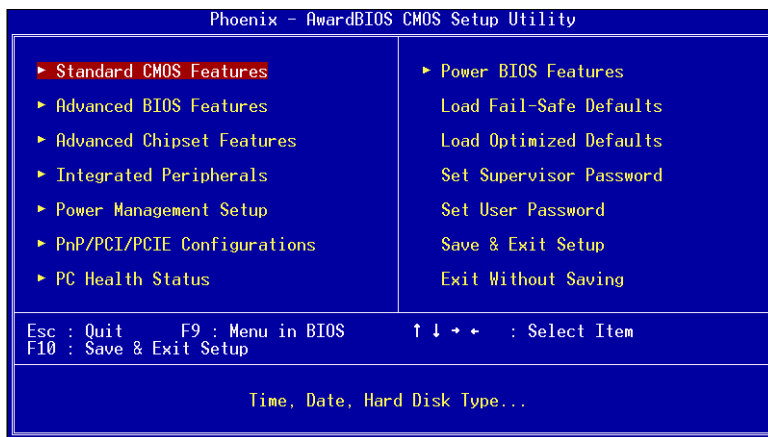 Phoenix - AwardBIOS CMOS Setup Utility
► Standard CMOS Features
► Advanced BIOS Features
► Advanced Chipset Features
► Integrated Peripherals
► Power Management Setup
► PnP/PCI/PCIE Configurations
► PC Health Status
► Power BIOS Features
Load Fail-Safe Defaults
Load Optimized Defaults
Set Supervisor Password
Set User Password
Save & Exit Setup
Exit Without Saving
Esc : Quit F9 : Menu in BIOS ↑ ↓ → ← : Select Item
F10 : Save & Exit Setup
Time, Date, Hard Disk Type...